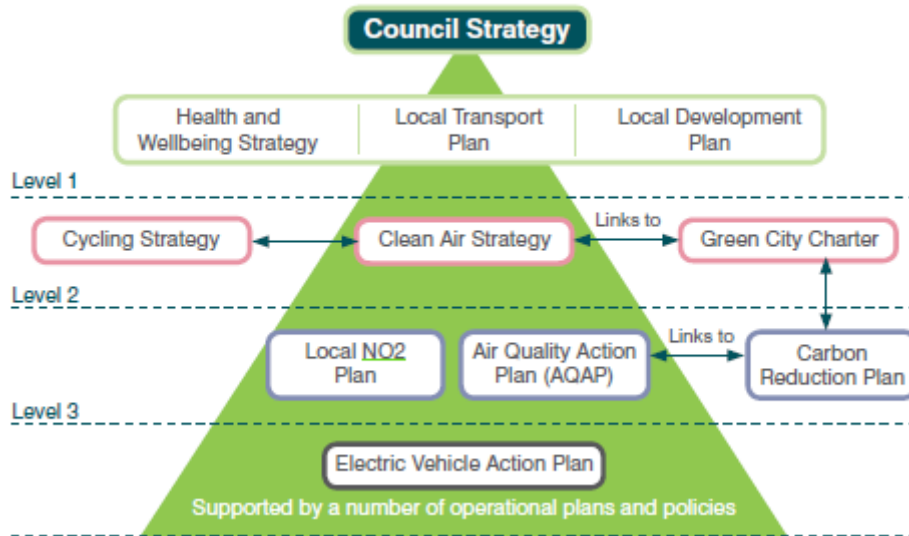 Council Strategy
Health and
Wellbeing Strategy
Local Transport
Plan
Local Development
Plan
Level 1
Cycling Strategy
Clean Air Strategy
Links to
Green City Charter
Level 2
Local NO2
Plan
Air Quality Action
Plan (AQAP)
Links to
Carbon
Reduction Plan
Level 3
Electric Vehicle Action Plan
Supported by a number of operational plans and policies